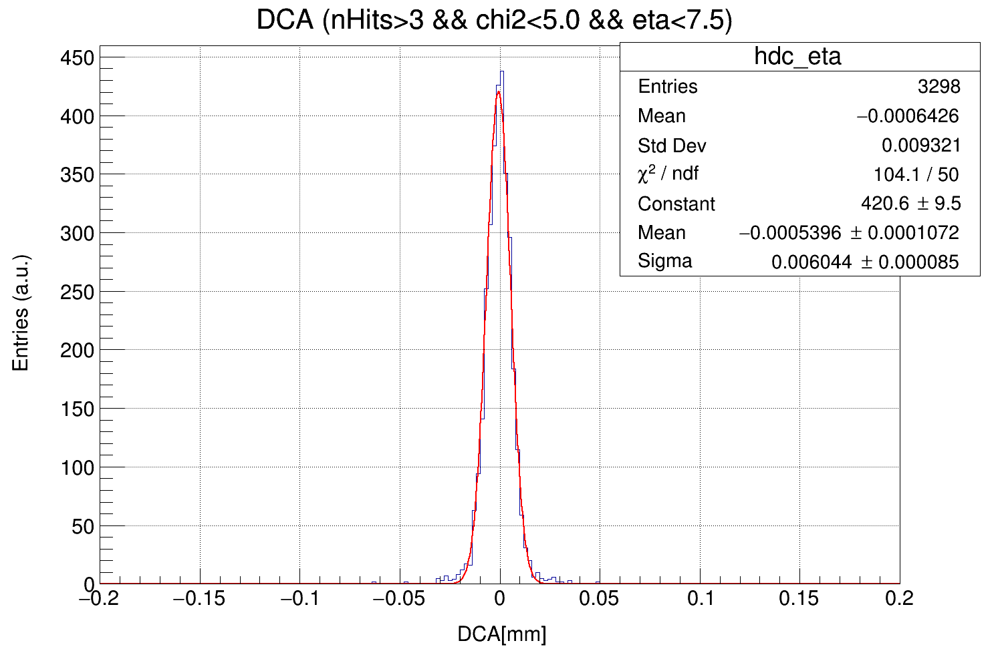 DCA (nHits>3 && chi2<5.0 && eta<7.5)
hdc_eta
Entries 3298
Mean −0.0006426
Std Dev 0.009321
χ² / ndf 104.1 / 50
Constant 420.6 ± 9.5
Mean −0.0005396 ± 0.0001072
Sigma 0.006044 ± 0.000085
Entries (a.u.)
450
400
350
300
250
200
150
100
50
0
−0.2 −0.15 −0.1 −0.05 0 0.05 0.1 0.15 0.2
DCA[mm]